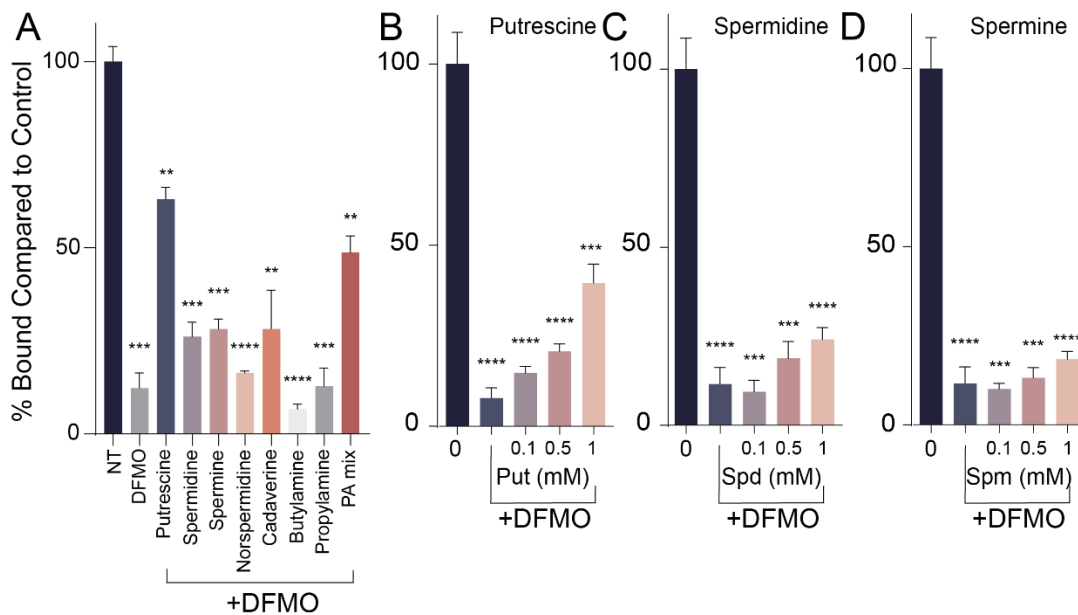 A
% Bound Compared to Control
100
50
0
**
***
***
***
****
**
****
***
**
NT
DFMO
Putrescine
Spermidine
Spermine
Norspermidine
Cadaverine
Butylamine
Propylamine
PA mix
+DFMO
B
Putrescine
100
50
0
****
***
****
***
0
0.1
0.5
1
Put (mM)
+DFMO
C
Spermidine
100
50
0
****
***
***
****
0
0.1
0.5
1
Spd (mM)
+DFMO
D
Spermine
100
50
0
****
***
***
****
0
0.1
0.5
1
Spm (mM)
+DFMO